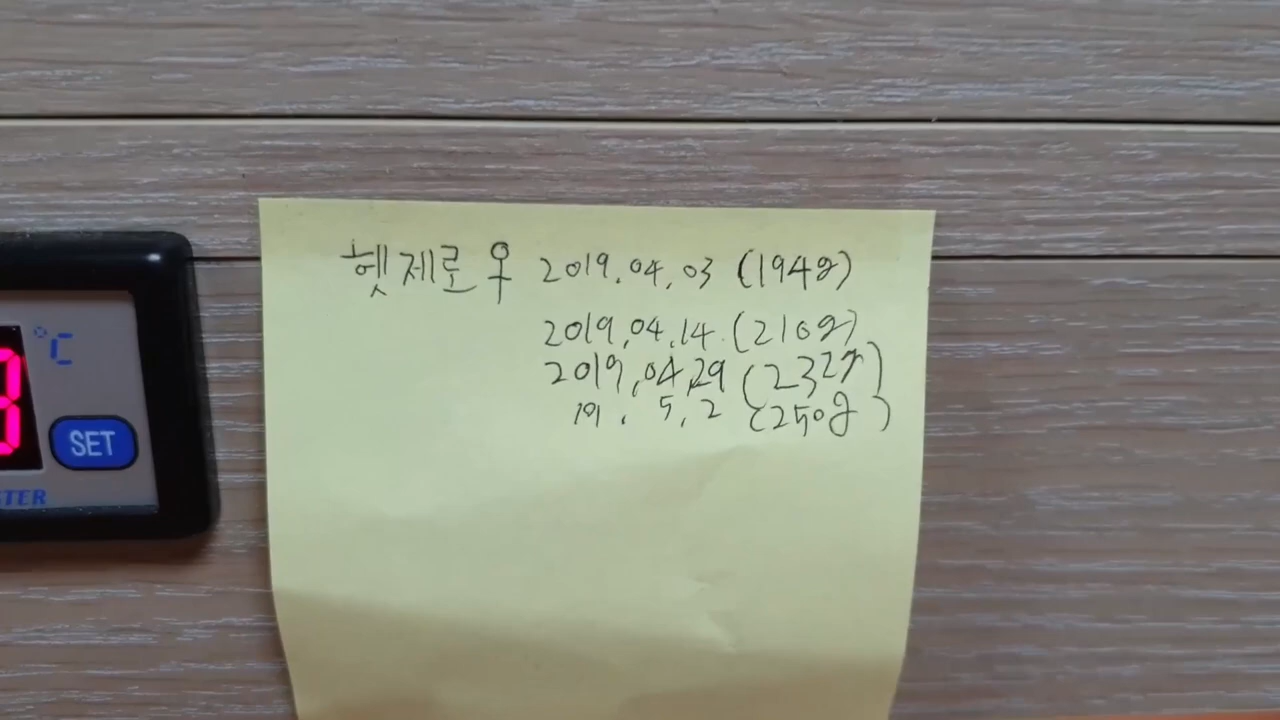 헷제로 우 2019.04.03 (194g)
2019.04.14. (210g)
2019.04.29 (232g)
19. 5. 2 (250g)
°C
SET
STER